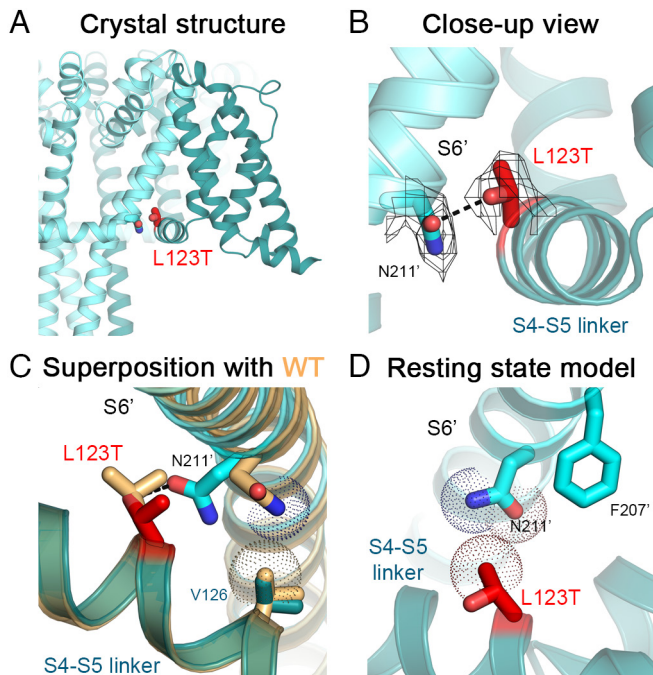 A Crystal structure
L123T
B Close-up view
S6'
L123T
N211'
S4-S5 linker
C Superposition with WT
S6'
L123T
N211'
V126
S4-S5 linker
D Resting state model
S6'
F207'
N211'
S4-S5
linker
L123T